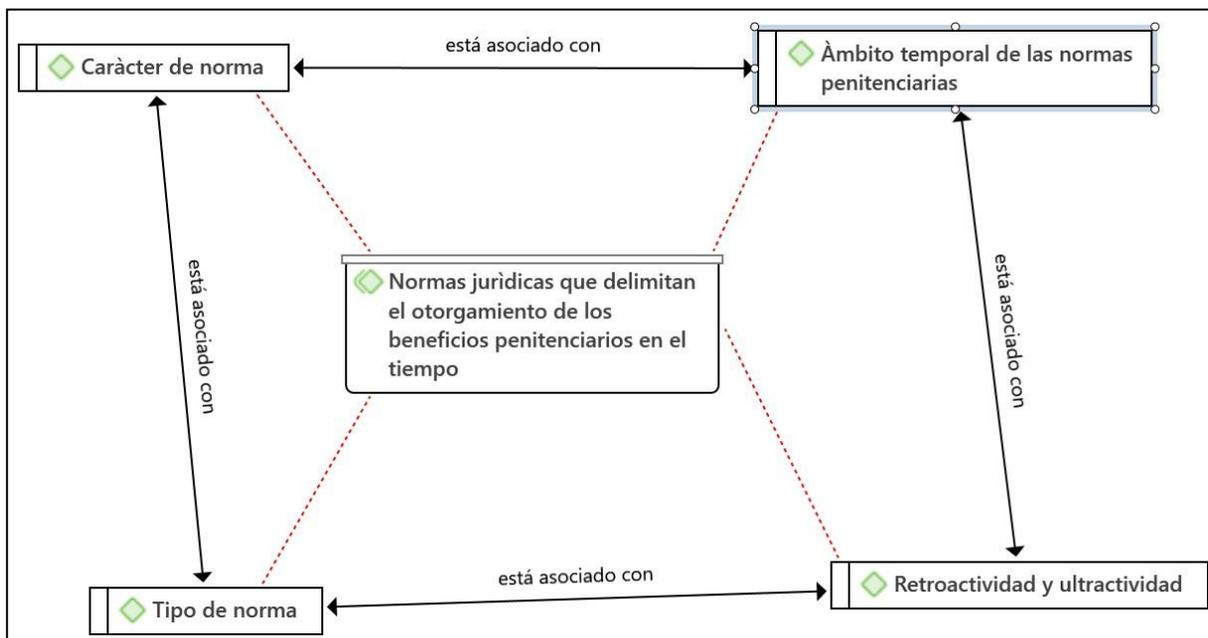 está asociado con
Caràcter de norma
Àmbito temporal de las normas
penitenciarias
está asociado con
Normas jurìdicas que delimitan
el otorgamiento de los
beneficios penitenciarios en el
tiempo
está asociado con
está asociado con
Tipo de norma
Retroactividad y ultractividad